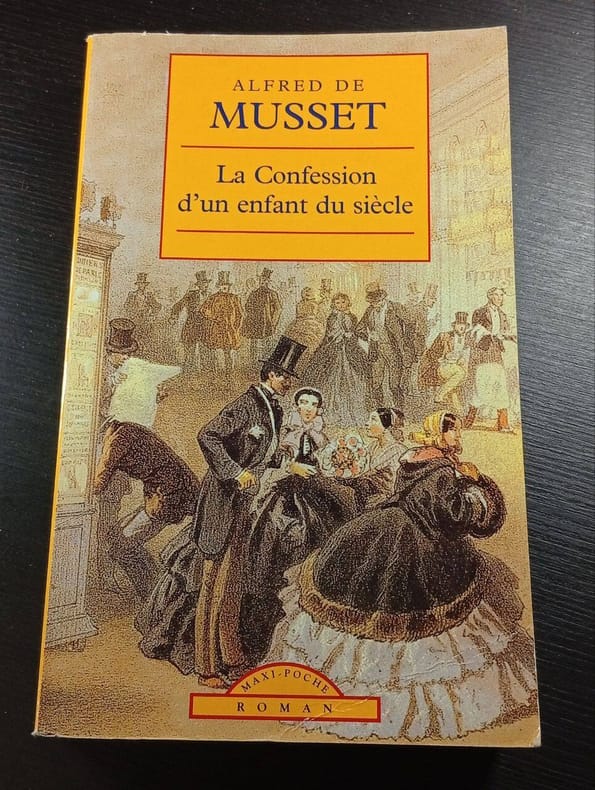 ALFRED DE
MUSSET
La Confession
d'un enfant du siècle
MAXI-POCHE
ROMAN